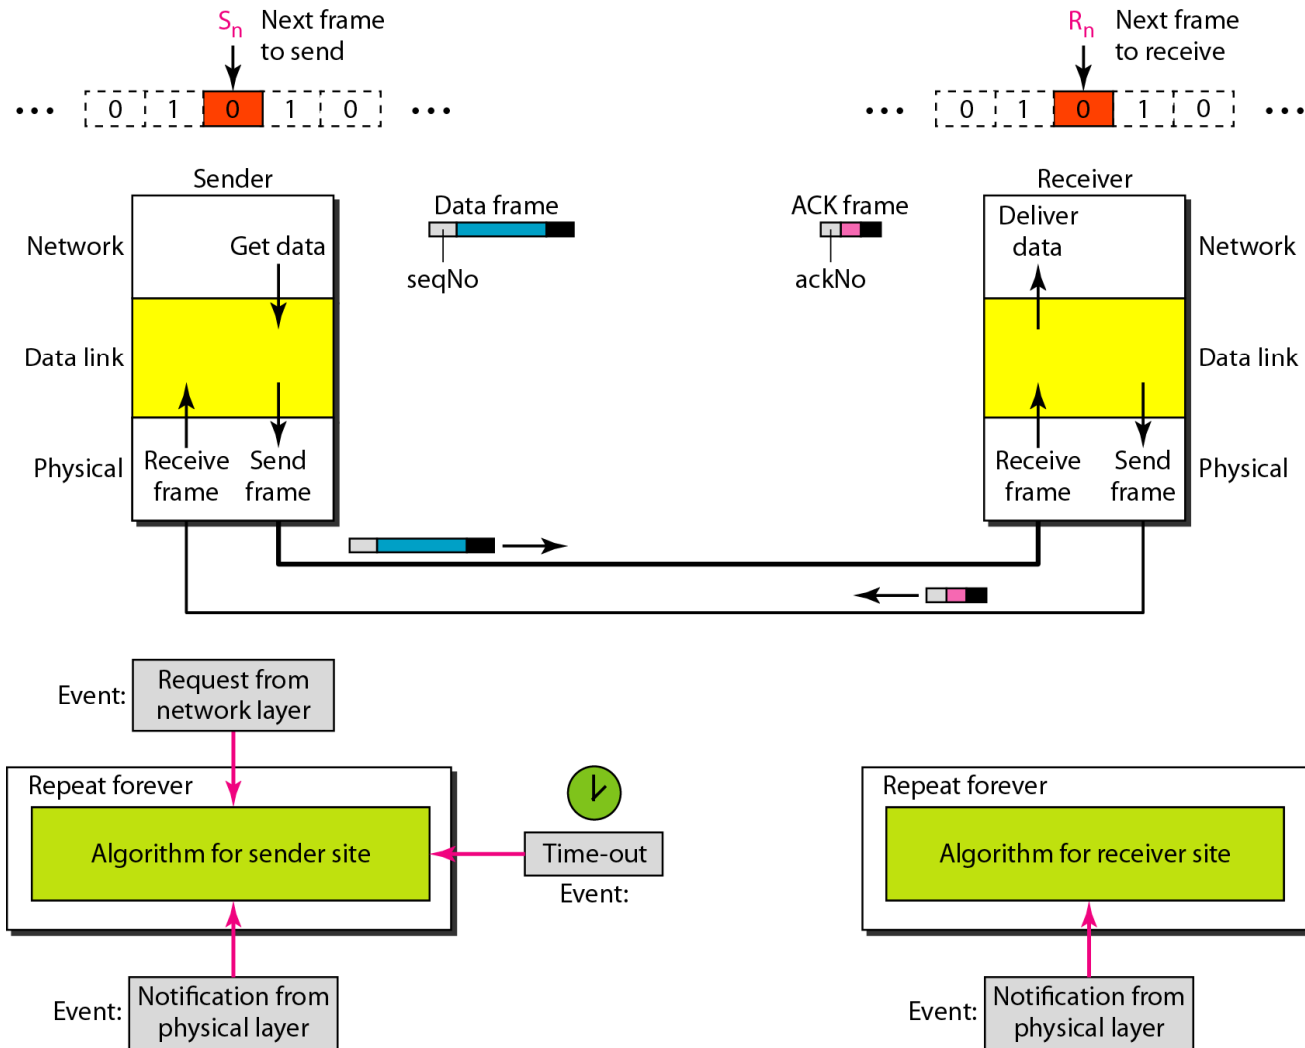 Sn Next frame
to send
Rn Next frame
to receive
••• 0 1 0 1 0 •••
••• 0 1 0 1 0 •••
Sender
Receiver
Data frame
ACK frame
seqNo
ackNo
Network
Get data
Deliver
data
Network
Data link
Data link
Physical
Receive
frame
Send
frame
Receive
frame
Send
frame
Physical
Event:
Request from
network layer
Repeat forever
Algorithm for sender site
Time-out
Event:
Repeat forever
Algorithm for receiver site
Event:
Notification from
physical layer
Event:
Notification from
physical layer